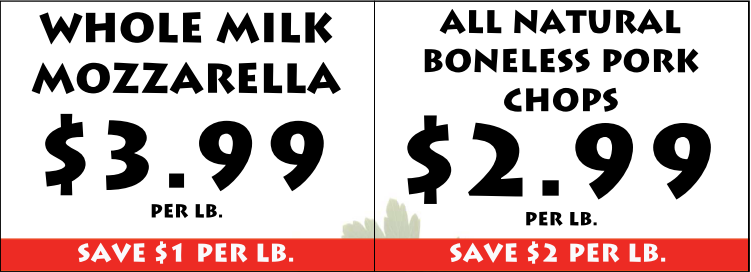 WHOLE MILK
MOZZARELLA
$3.99
PER LB.
SAVE $1 PER LB.
ALL NATURAL
BONELESS PORK
CHOPS
$2.99
PER LB.
SAVE $2 PER LB.